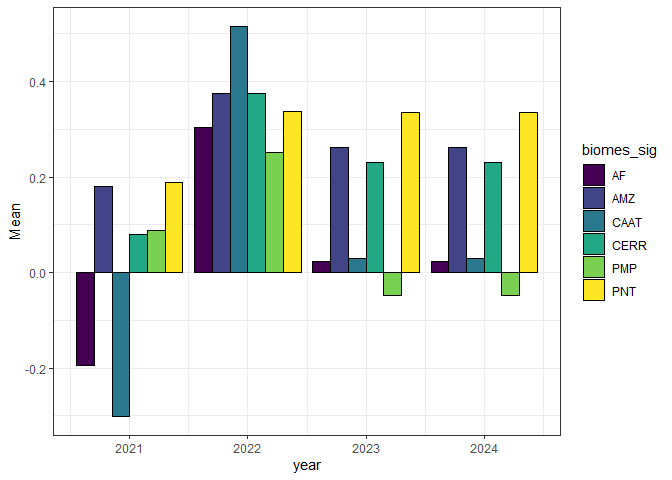 Mean
0.4
0.2
0.0
-0.2
2021 2022 2023 2024
year
biomes_sig
AF
AMZ
CAAT
CERR
PMP
PNT